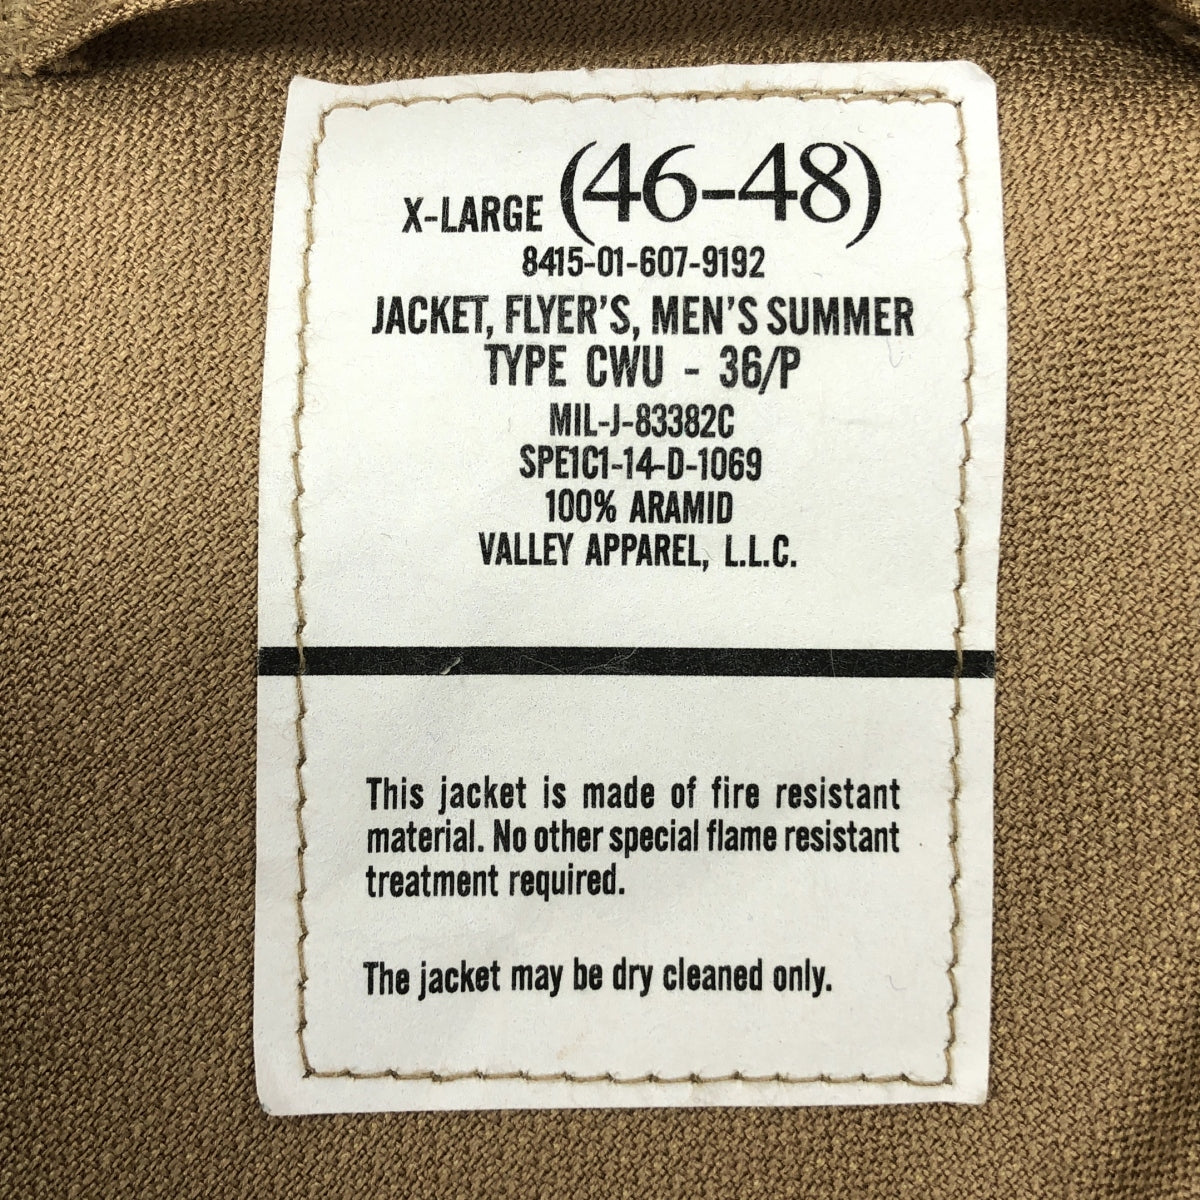 X-LARGE (46-48)
8415-01-607-9192
JACKET, FLYER'S, MEN'S SUMMER
TYPE CWU - 36/P
MIL-J-83382C
SPE1C1-14-D-1069
100% ARAMID
VALLEY APPAREL, L.L.C.
This jacket is made of fire resistant
material. No other special flame resistant
treatment required.
The jacket may be dry cleaned only.